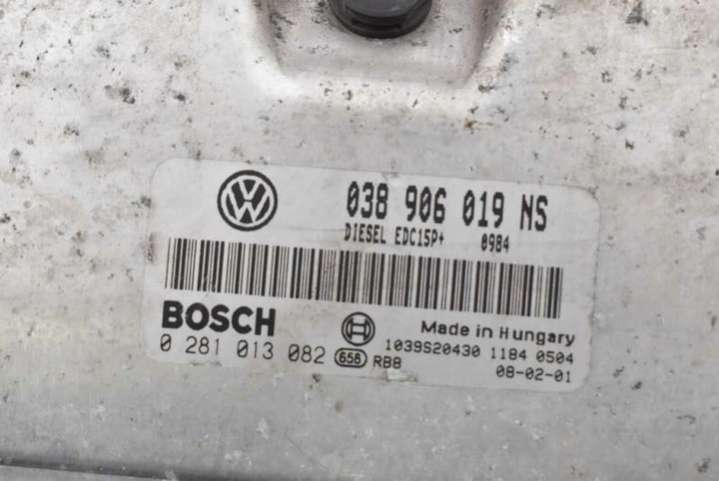 038 906 019 NS
DIESEL EDC15P+ 0984
BOSCH
Made in Hungary
0 281 013 082 656 RBB
1039S20430 1184 0504
08-02-01